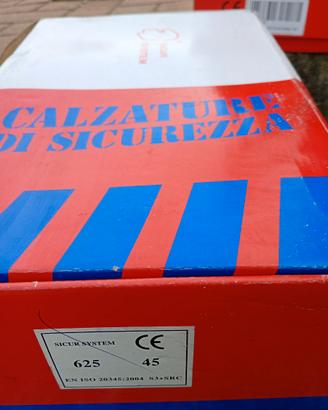 CALZATURE
DI SICUREZZA
SICUR SYSTEM CE
625 45
EN ISO 20345:2004 S3+SRC